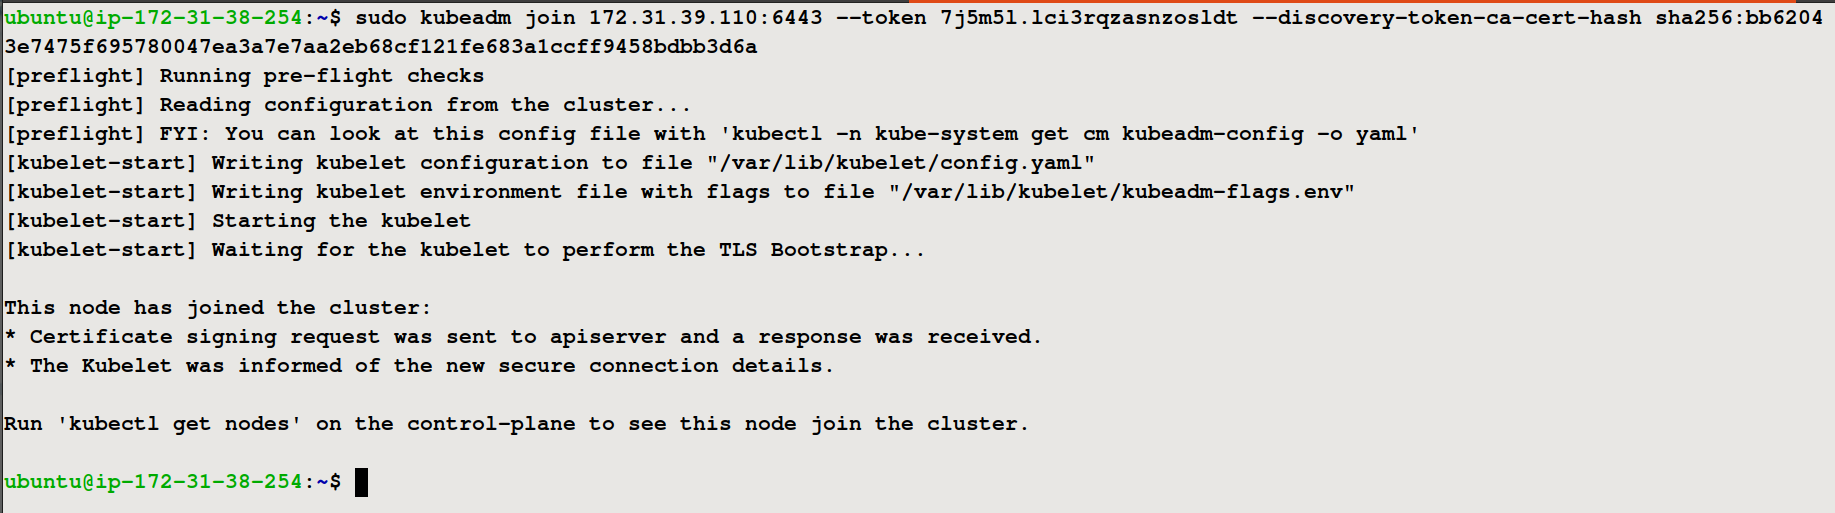 ubuntu@ip-172-31-38-254:~$ sudo kubeadm join 172.31.39.110:6443 --token 7j5m5l.lci3rqzasnzosldt --discovery-token-ca-cert-hash sha256:bb6204
3e7475f695780047ea3a7e7aa2eb68cf121fe683a1ccff9458bdbb3d6a
[preflight] Running pre-flight checks
[preflight] Reading configuration from the cluster...
[preflight] FYI: You can look at this config file with 'kubectl -n kube-system get cm kubeadm-config -o yaml'
[kubelet-start] Writing kubelet configuration to file "/var/lib/kubelet/config.yaml"
[kubelet-start] Writing kubelet environment file with flags to file "/var/lib/kubelet/kubeadm-flags.env"
[kubelet-start] Starting the kubelet
[kubelet-start] Waiting for the kubelet to perform the TLS Bootstrap...
This node has joined the cluster:
* Certificate signing request was sent to apiserver and a response was received.
* The Kubelet was informed of the new secure connection details.
Run 'kubectl get nodes' on the control-plane to see this node join the cluster.
ubuntu@ip-172-31-38-254:~$